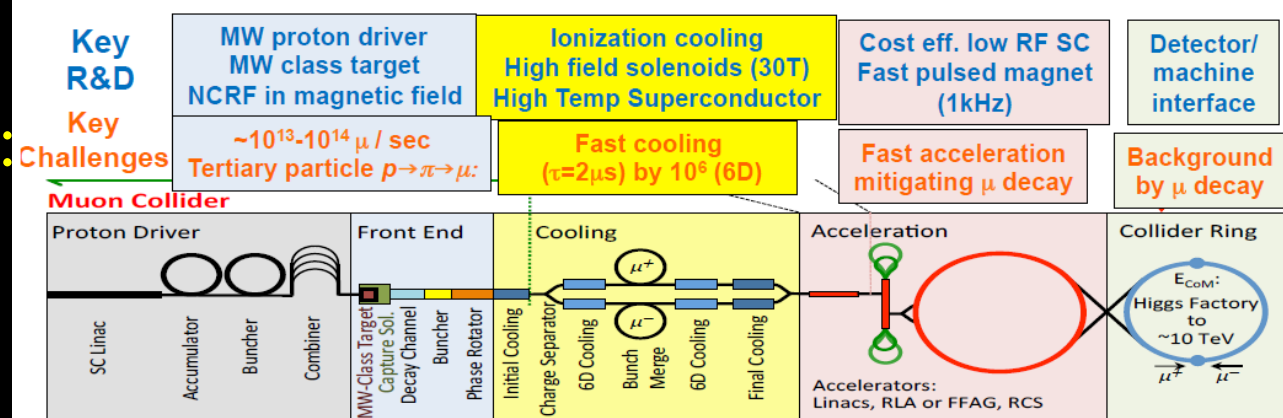 Key
R&D
Key
Challenges
:
:
MW proton driver
MW class target
NCRF in magnetic field
~10¹³-10¹⁴ μ / sec
Tertiary particle p→π→μ:
Ionization cooling
High field solenoids (30T)
High Temp Superconductor
Fast cooling
(τ=2μs) by 10⁶ (6D)
Cost eff. low RF SC
Fast pulsed magnet
(1kHz)
Fast acceleration
mitigating μ decay
Detector/
machine
interface
Background
by μ decay
Muon Collider
Proton Driver
SC Linac
Accumulator
Buncher
Combiner
Front End
MW-Class Target
Capture Sol.
Decay Channel
Buncher
Phase Rotator
Cooling
Initial Cooling
Charge Separator
6D Cooling
μ⁺
μ⁻
Bunch
Merge
6D Cooling
Final Cooling
Acceleration
Accelerators:
Linacs, RLA or FFAG, RCS
Collider Ring
E_CoM:
Higgs Factory
to
~10 TeV
μ⁺ μ⁻